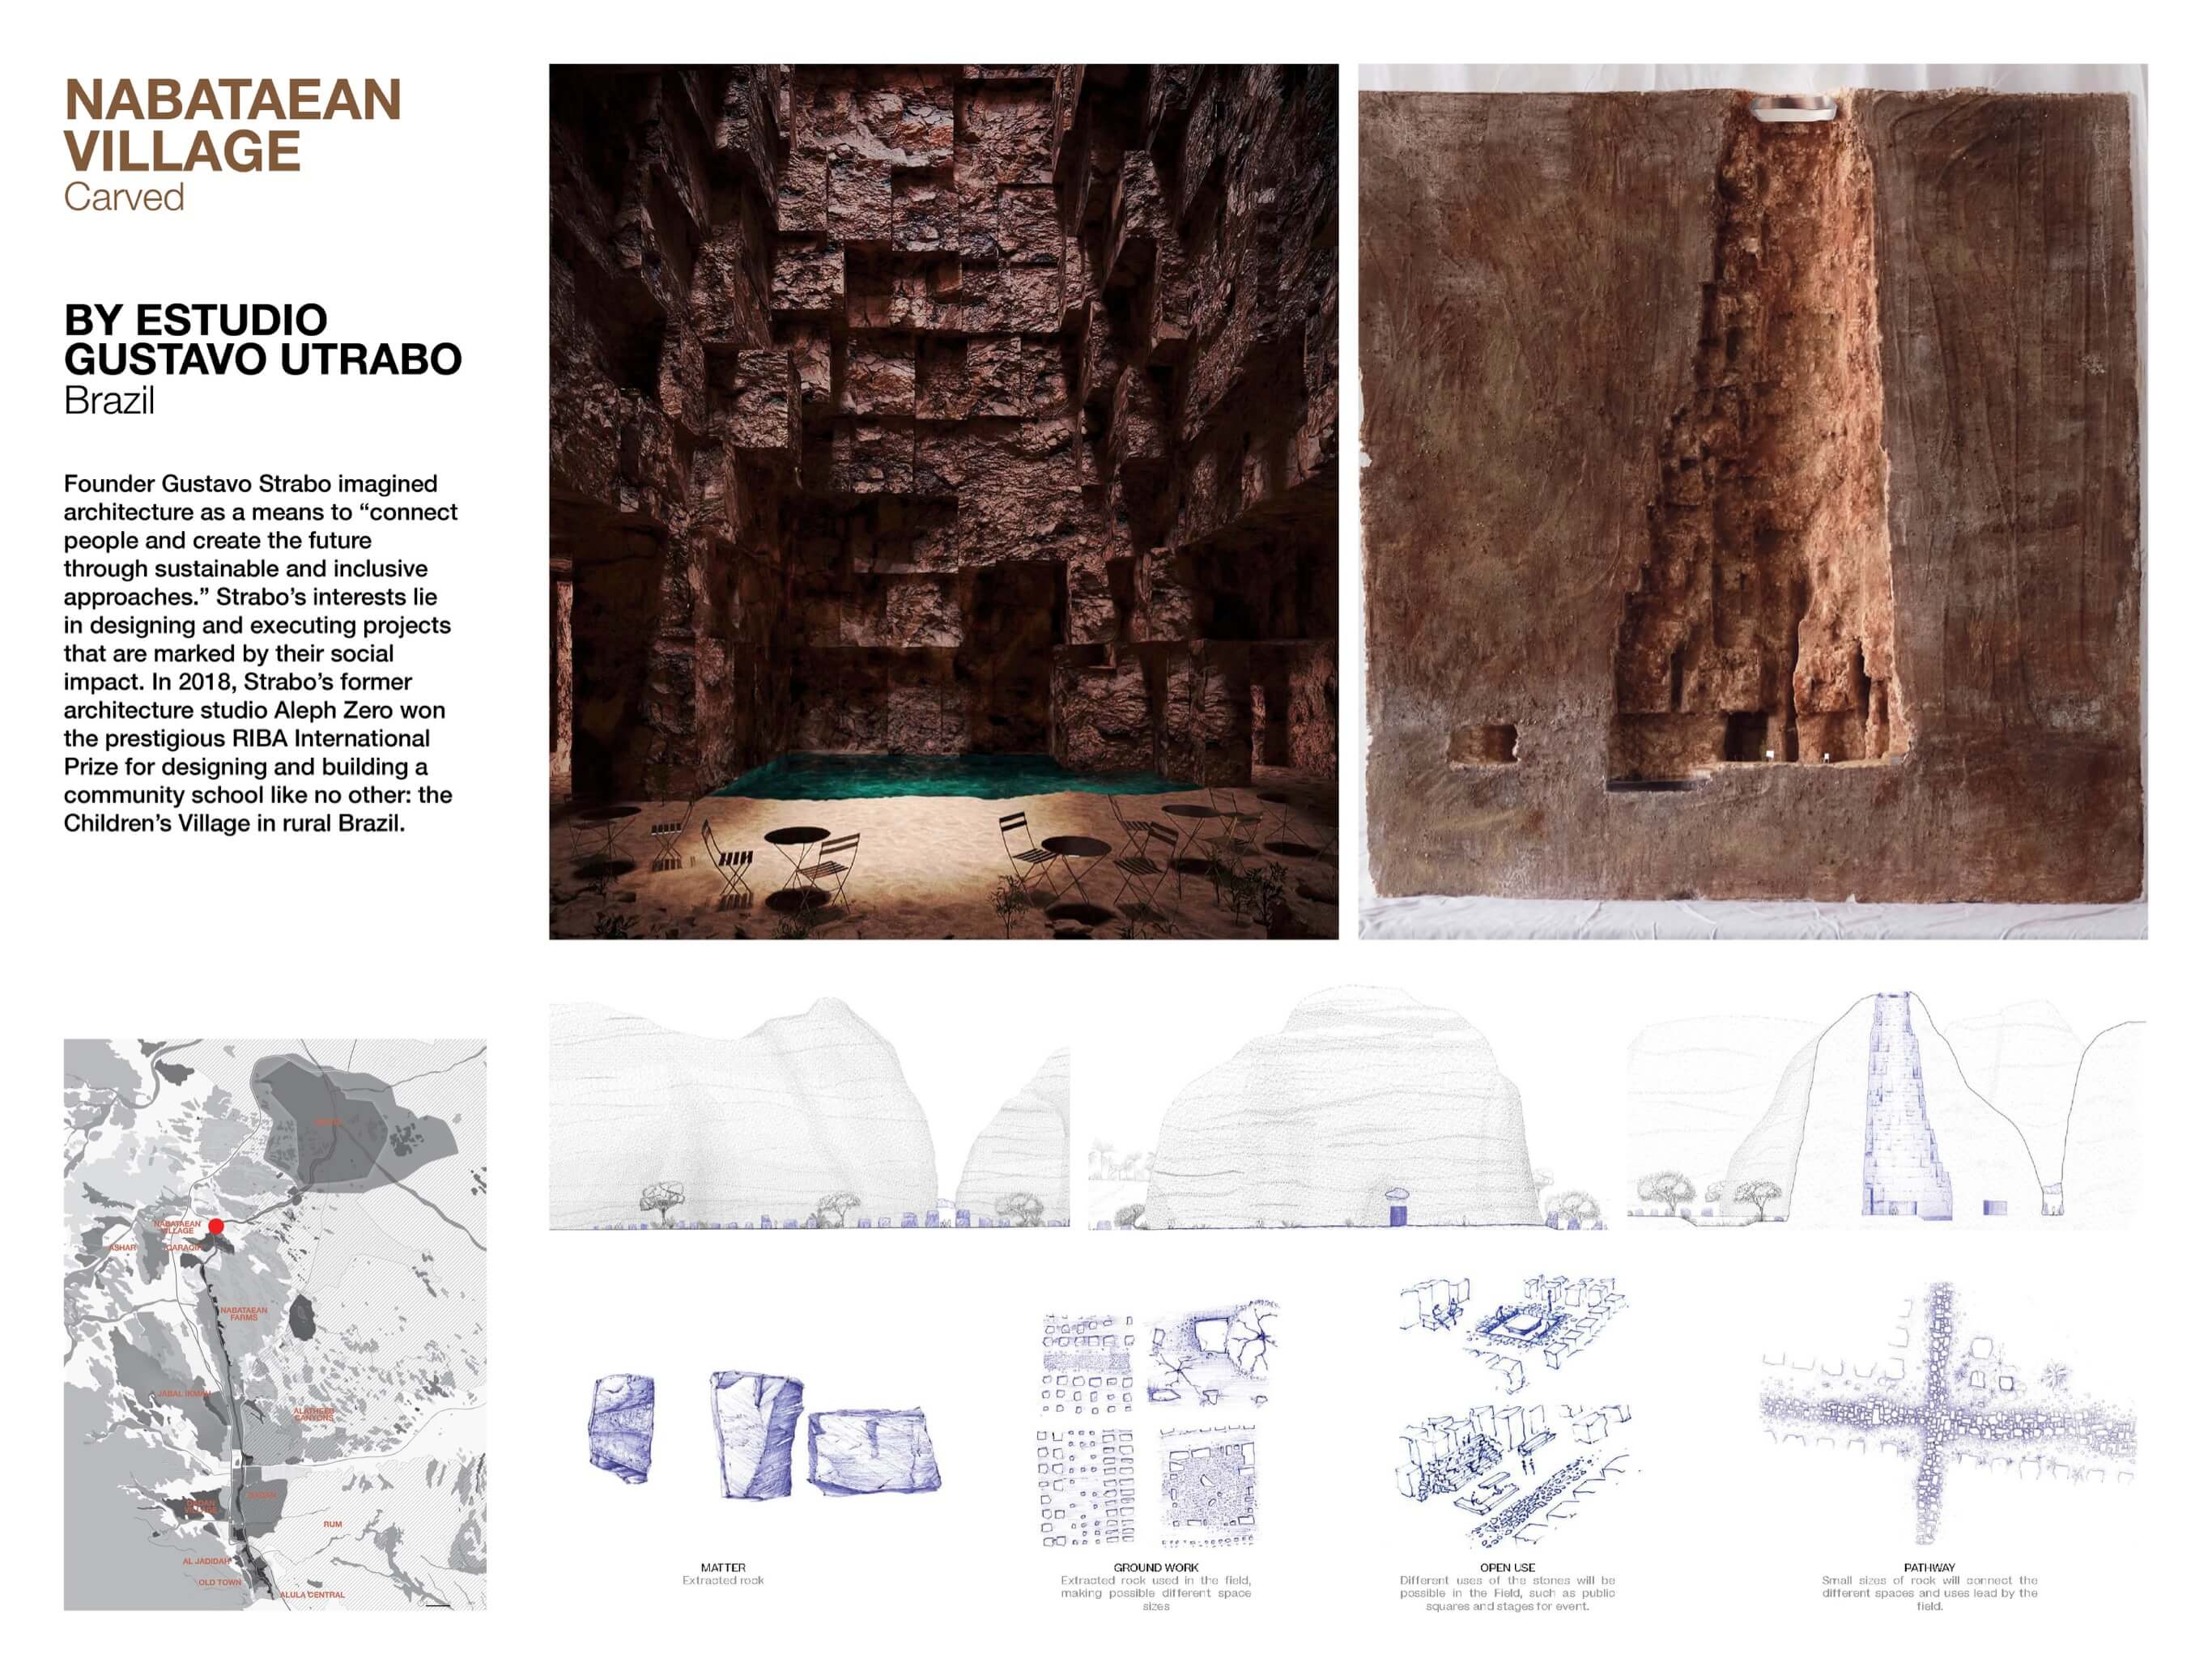 NABATAEAN
VILLAGE
Carved
BY ESTUDIO
GUSTAVO UTRABO
Brazil
Founder Gustavo Strabo imagined
architecture as a means to “connect
people and create the future
through sustainable and inclusive
approaches.” Strabo’s interests lie
in designing and executing projects
that are marked by their social
impact. In 2018, Strabo’s former
architecture studio Aleph Zero won
the prestigious RIBA International
Prize for designing and building a
community school like no other: the
Children’s Village in rural Brazil.
NABATAEAN
VILLAGE
ASHAR
NABATAEAN
FARMS
JABAL IKMAH
ALATHEEB
CANYONS
RUM
AL JADIDAH
OLD TOWN
ALULA CENTRAL
MATTER
Extracted rock
GROUND WORK
Extracted rock used in the field,
making possible different space
sizes
OPEN USE
Different uses of the stones will be
possible in the Field, such as public
squares and stages for event.
PATHWAY
Small sizes of rock will connect the
different spaces and uses lead by the
field.